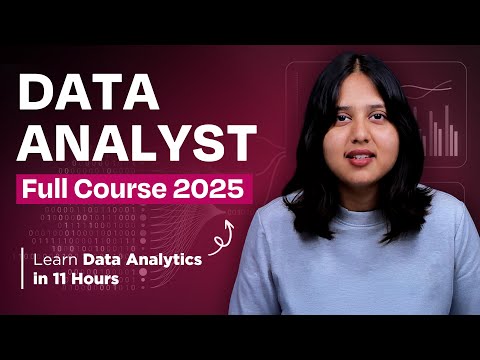 DATA
ANALYST
Full Course 2025
Learn Data Analytics
in 11 Hours